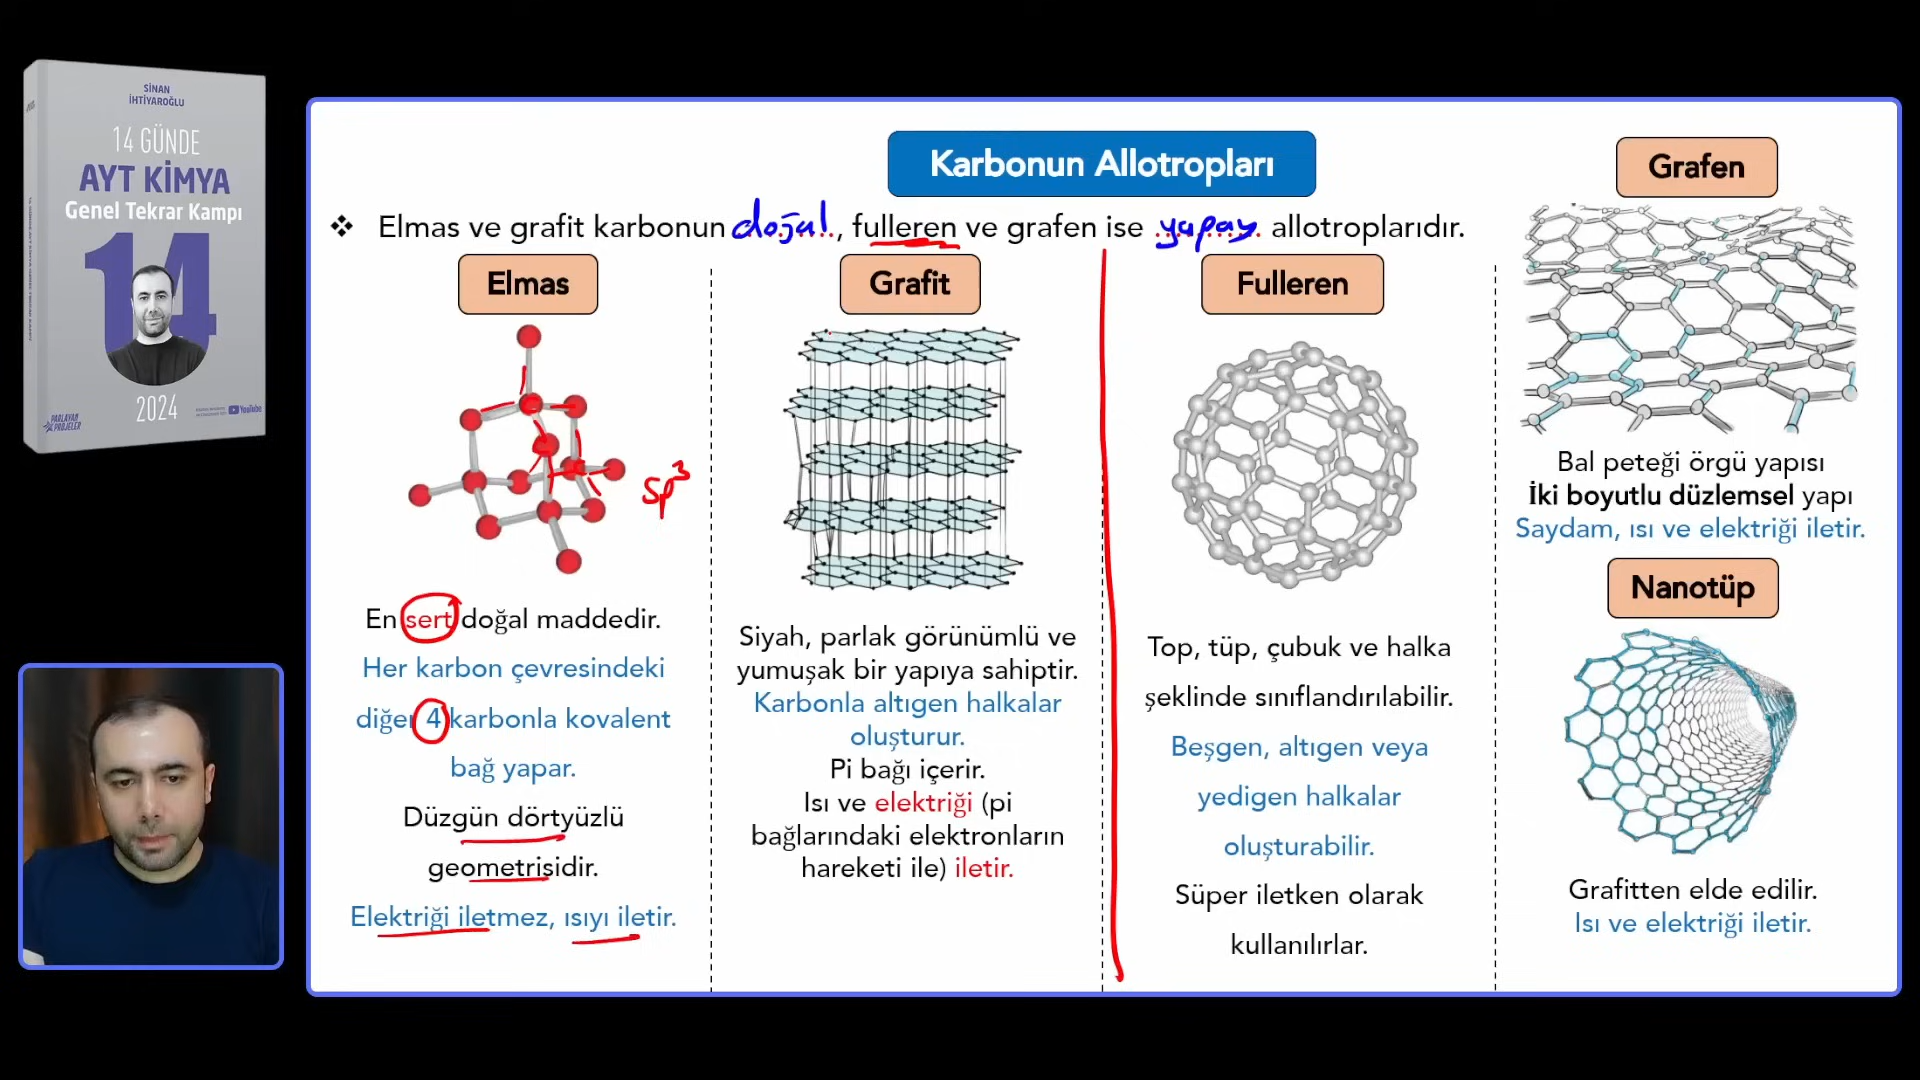 SİNAN
İHTİYAROĞLU
14 GÜNDE
AYT KİMYA
Genel Tekrar Kampı
14
2024
PARLAYAN
PROJELER
YouTube
Karbonun Allotropları
❖ Elmas ve grafit karbonun doğal, fulleren ve grafen ise yapay allotroplarıdır.
Elmas
sp³
En sert doğal maddedir.
Her karbon çevresindeki
diğer 4 karbonla kovalent
bağ yapar.
Düzgün dörtyüzlü
geometrisidir.
Elektriği iletmez, ısıyı iletir.
Grafit
Siyah, parlak görünümlü ve
yumuşak bir yapıya sahiptir.
Karbonla altıgen halkalar
oluşturur.
Pi bağı içerir.
Isı ve elektriği (pi
bağlarındaki elektronların
hareketi ile) iletir.
Fulleren
Top, tüp, çubuk ve halka
şeklinde sınıflandırılabilir.
Beşgen, altıgen veya
yedigen halkalar
oluşturabilir.
Süper iletken olarak
kullanılırlar.
Grafen
Bal peteği örgü yapısı
İki boyutlu düzlemsel yapı
Saydam, ısı ve elektriği iletir.
Nanotüp
Grafitten elde edilir.
Isı ve elektriği iletir.